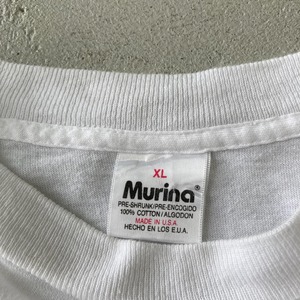 XL
Murina®
PRE-SHRUNK/PRE-ENCOGIDO
100% COTTON/ALGODON
MADE IN U.S.A.
HECHO EN LOS E.U.A.